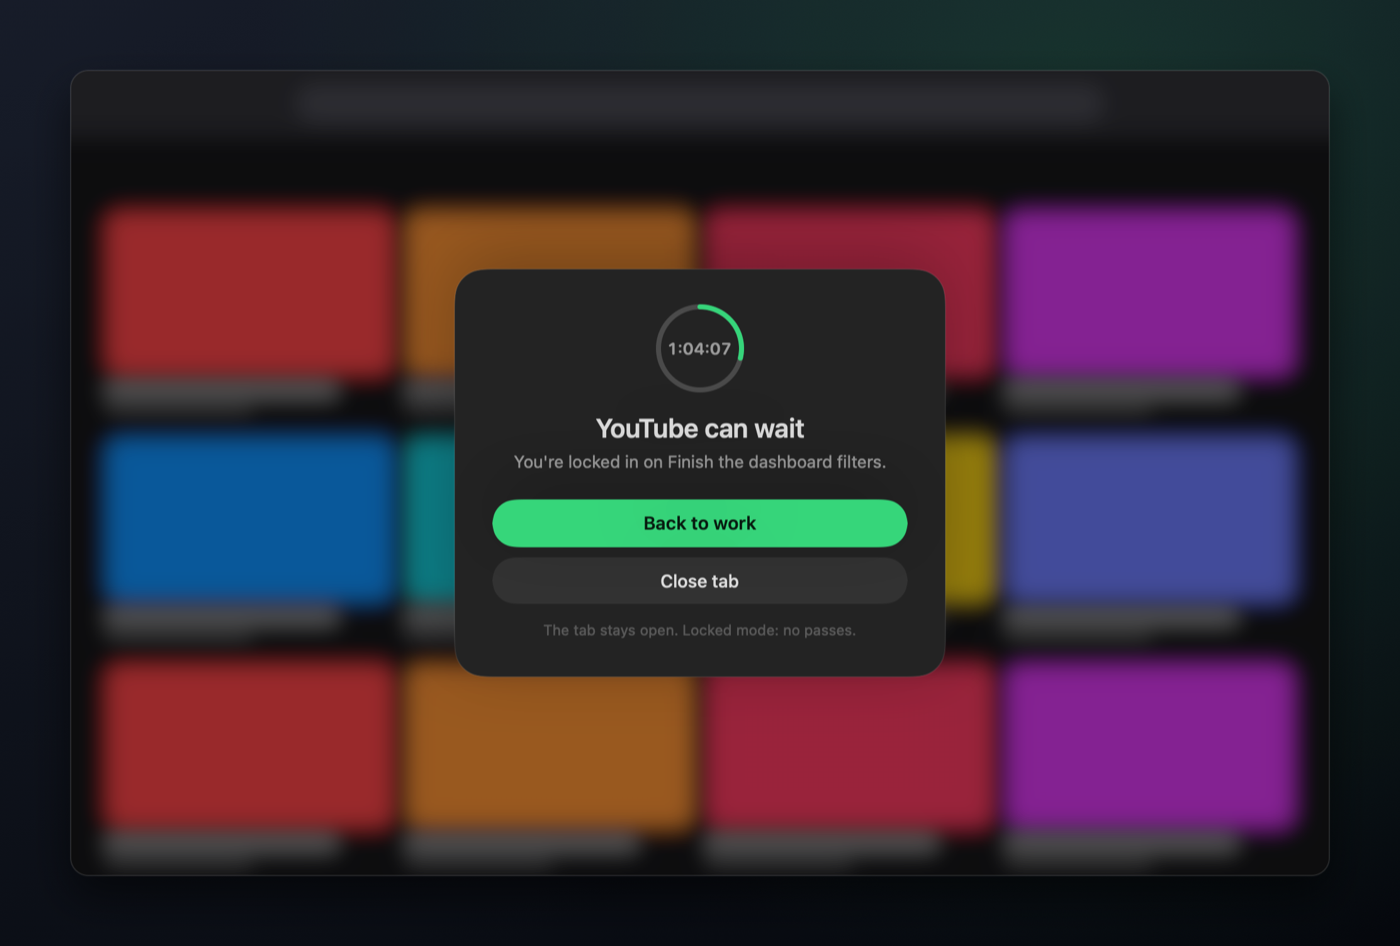 1:04:07
YouTube can wait
You're locked in on Finish the dashboard filters.
Back to work
Close tab
The tab stays open. Locked mode: no passes.